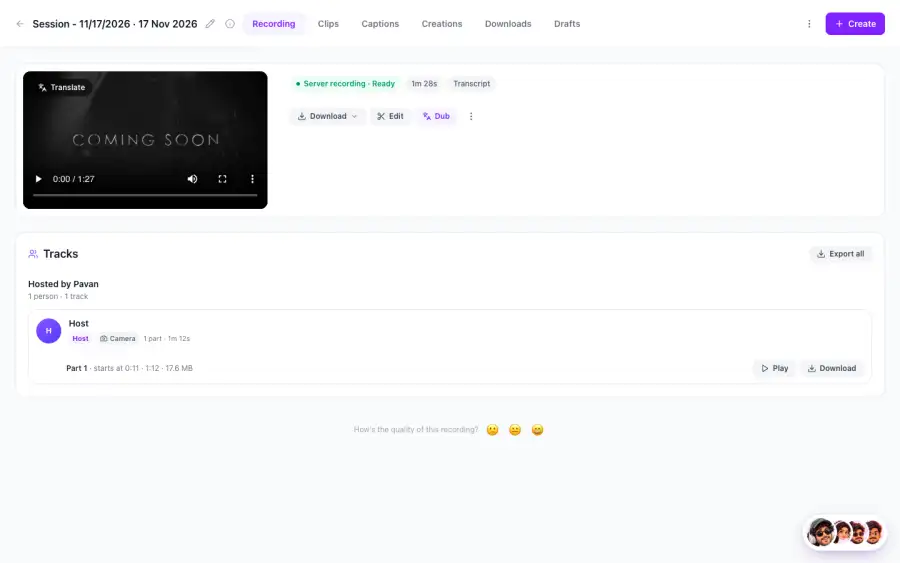 Session - 11/17/2026 · 17 Nov 2026
Recording
Clips
Captions
Creations
Downloads
Drafts
Create
Translate
COMING SOON
0:00 / 1:27
Server recording · Ready
1m 28s
Transcript
Download
Edit
Dub
Tracks
Export all
Hosted by Pavan
1 person · 1 track
H
Host
Host
Camera
1 part · 1m 12s
Part 1 · starts at 0:11 · 1:12 · 17.6 MB
Play
Download
How's the quality of this recording?